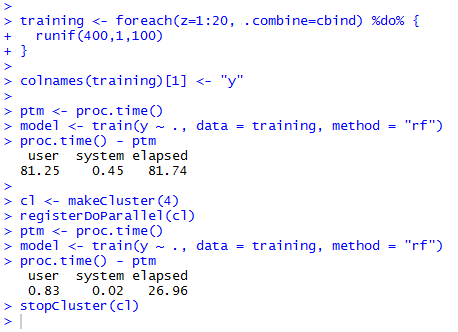 >
> training <- foreach(z=1:20, .combine=cbind) %do% {
+   runif(400,1,100)
+ }
>
> colnames(training)[1] <- "y"
>
> ptm <- proc.time()
> model <- train(y ~ ., data = training, method = "rf")
> proc.time() - ptm
   user  system elapsed
  81.25    0.45   81.74
>
> cl <- makeCluster(4)
> registerDoParallel(cl)
> ptm <- proc.time()
> model <- train(y ~ ., data = training, method = "rf")
> proc.time() - ptm
   user  system elapsed
   0.83    0.02   26.96
> stopCluster(cl)
>